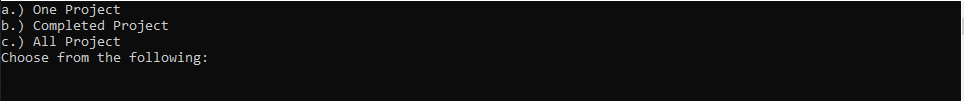 a.) One Project
b.) Completed Project
c.) All Project
Choose from the following: